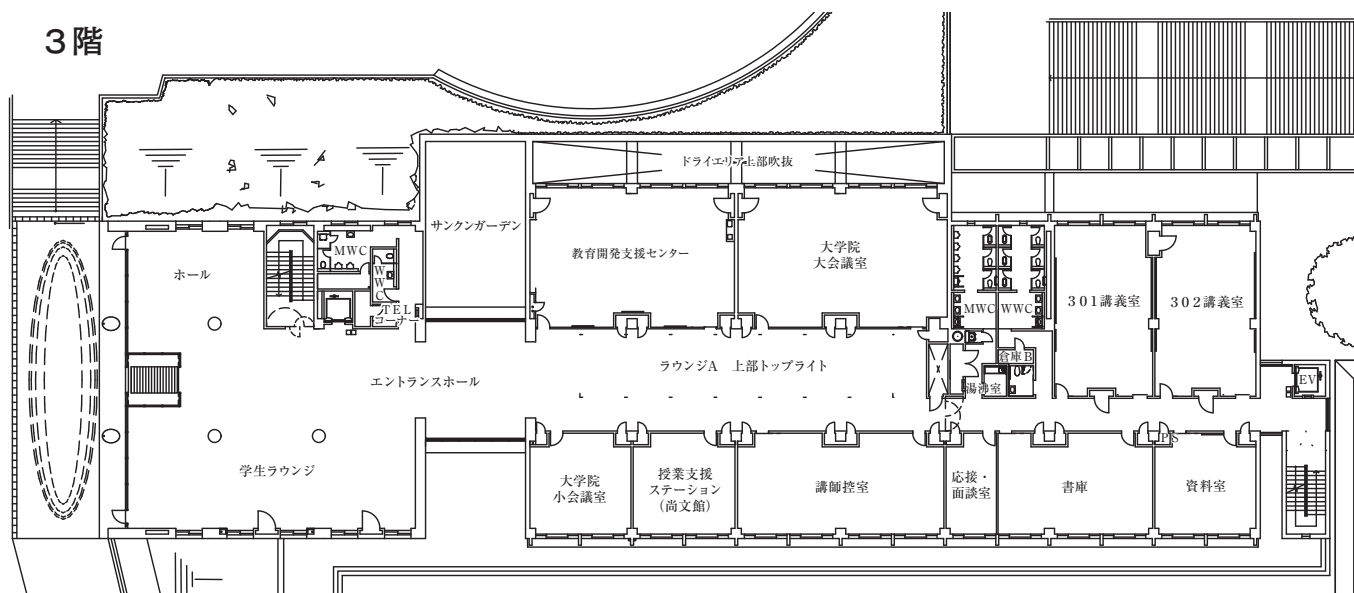 3階
ドライエリア上部吹抜
サンクンガーデン
教育開発支援センター
大学院
大会議室
ホール
MWC
WWC
TEL
コーナー
MWC
WWC
301講義室
302講義室
倉庫B
湯沸室
EV
エントランスホール
ラウンジA 上部トップライト
PS
学生ラウンジ
大学院
小会議室
授業支援
ステーション
(尚文館)
講師控室
応接・
面談室
書庫
資料室